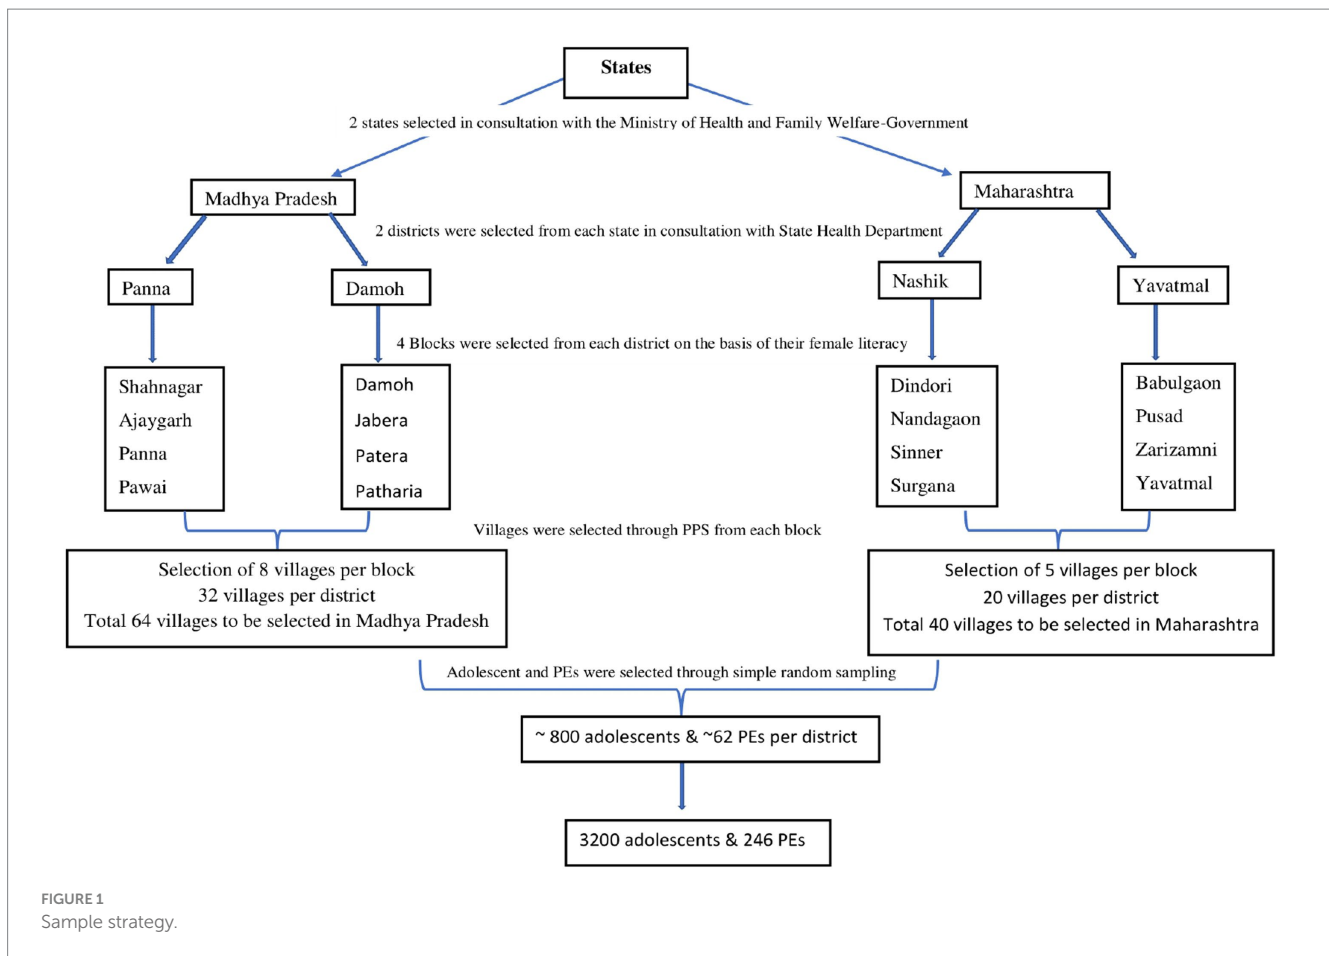 States
2 states selected in consultation with the Ministry of Health and Family Welfare-Government
Madhya Pradesh
Maharashtra
2 districts were selected from each state in consultation with State Health Department
Panna
Damoh
Nashik
Yavatmal
4 Blocks were selected from each district on the basis of their female literacy
Shahnagar
Ajaygarh
Panna
Pawai
Damoh
Jabera
Patera
Patharia
Dindori
Nandagaon
Sinner
Surgana
Babulgaon
Pusad
Zarizamni
Yavatmal
Villages were selected through PPS from each block
Selection of 8 villages per block
32 villages per district
Total 64 villages to be selected in Madhya Pradesh
Selection of 5 villages per block
20 villages per district
Total 40 villages to be selected in Maharashtra
Adolescent and PEs were selected through simple random sampling
~ 800 adolescents & ~62 PEs per district
3200 adolescents & 246 PEs
FIGURE 1
Sample strategy.